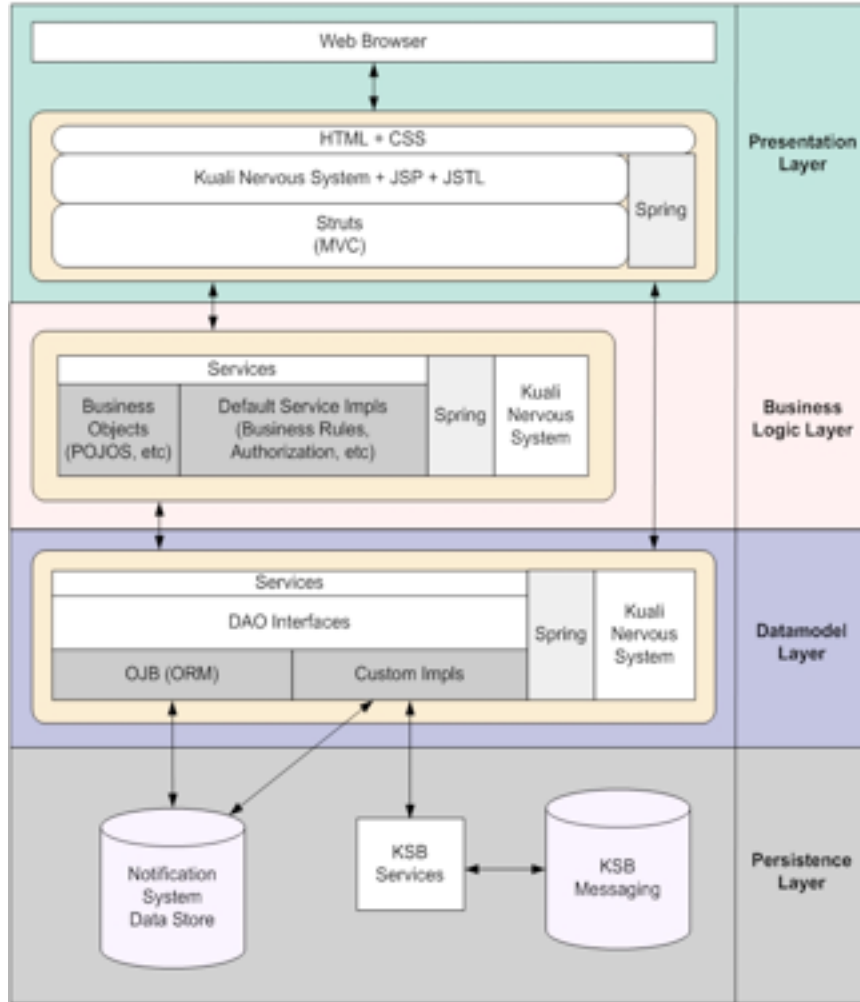 Web Browser
HTML + CSS
Kuali Nervous System + JSP + JSTL
Struts
(MVC)
Spring
Presentation
Layer
Services
Business
Objects
(POJOS, etc)
Default Service Impls
(Business Rules,
Authorization, etc)
Spring
Kuali
Nervous
System
Business
Logic Layer
Services
DAO Interfaces
OJB (ORM)
Custom Impls
Spring
Kuali
Nervous
System
Datamodel
Layer
Notification
System
Data Store
KSB
Services
KSB
Messaging
Persistence
Layer